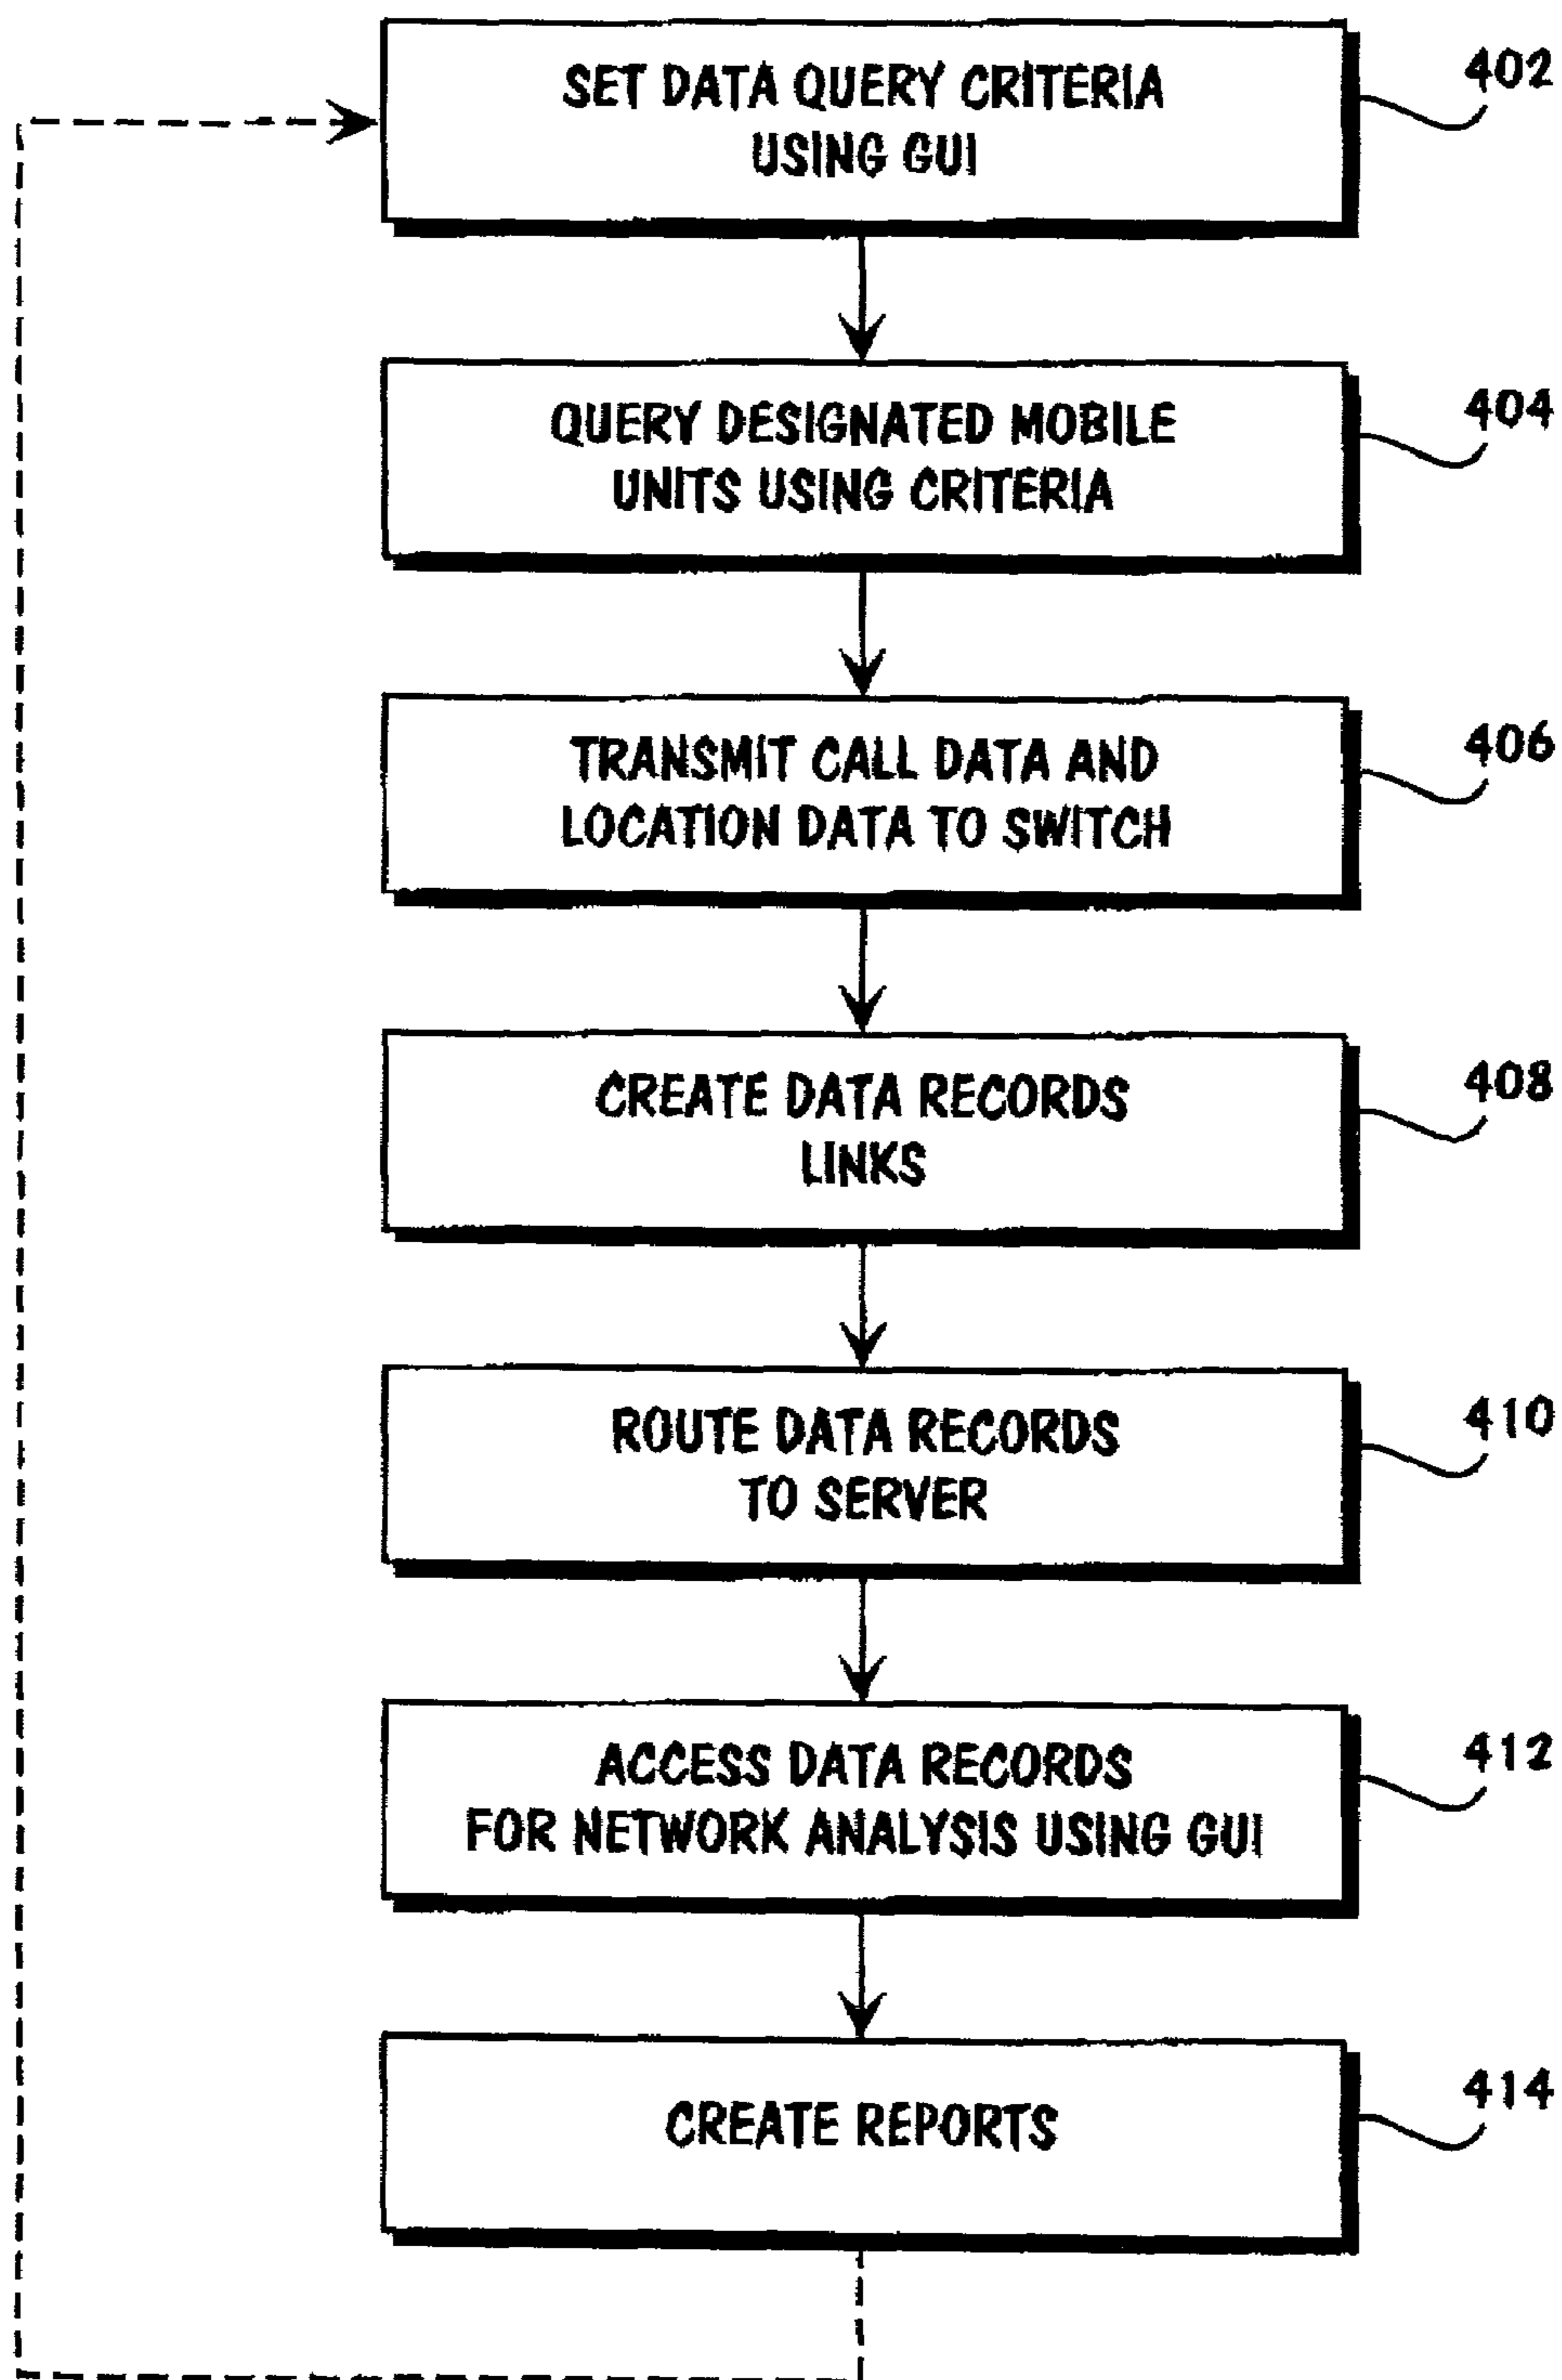 SET DATA QUERY CRITERIA
USING GUI
402
QUERY DESIGNATED MOBILE
UNITS USING CRITERIA
404
TRANSMIT CALL DATA AND
LOCATION DATA TO SWITCH
406
CREATE DATA RECORDS
LINKS
408
ROUTE DATA RECORDS
TO SERVER
410
ACCESS DATA RECORDS
FOR NETWORK ANALYSIS USING GUI
412
CREATE REPORTS
414